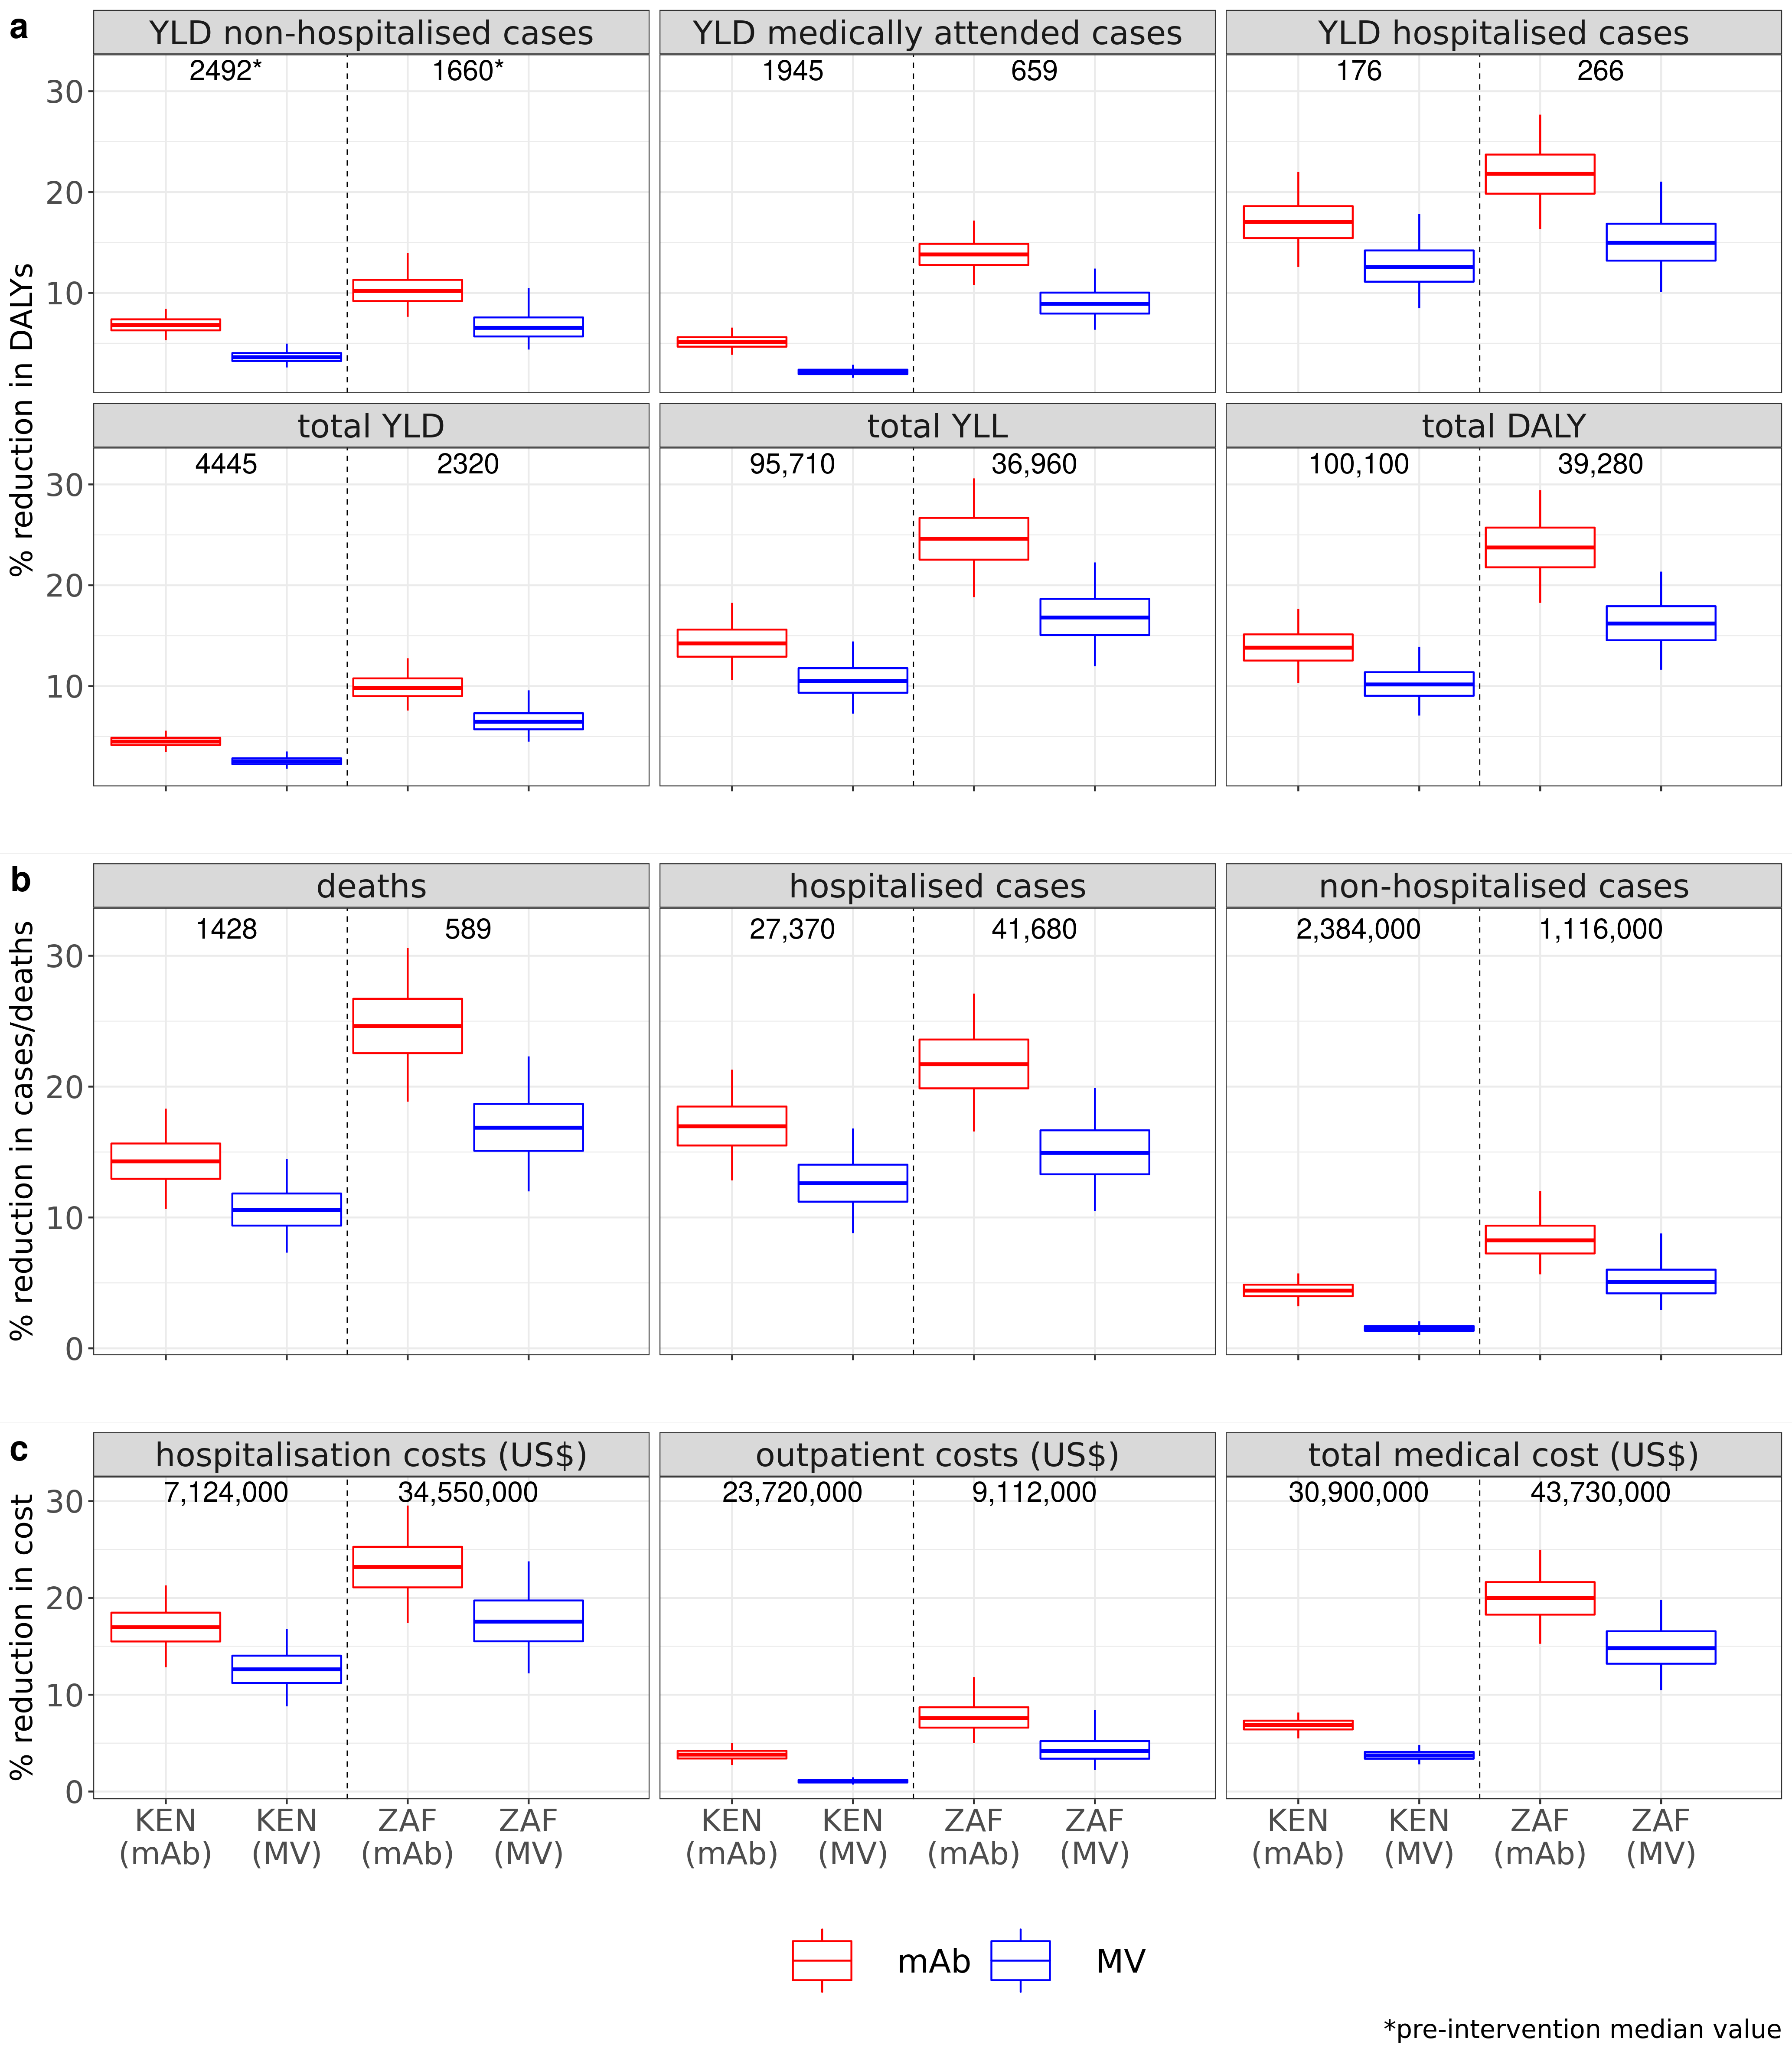 a
YLD non-hospitalised cases
YLD medically attended cases
YLD hospitalised cases
2492*
1660*
1945
659
176
266
30
20
10
% reduction in DALYs
total YLD
total YLL
total DALY
4445
2320
95,710
36,960
100,100
39,280
30
20
10
b
deaths
hospitalised cases
non-hospitalised cases
1428
589
27,370
41,680
2,384,000
1,116,000
30
20
10
0
% reduction in cases/deaths
c
hospitalisation costs (US$)
outpatient costs (US$)
total medical cost (US$)
7,124,000
34,550,000
23,720,000
9,112,000
30,900,000
43,730,000
30
20
10
0
% reduction in cost
KEN
(mAb)
KEN
(MV)
ZAF
(mAb)
ZAF
(MV)
KEN
(mAb)
KEN
(MV)
ZAF
(mAb)
ZAF
(MV)
KEN
(mAb)
KEN
(MV)
ZAF
(mAb)
ZAF
(MV)
mAb
MV
*pre-intervention median value